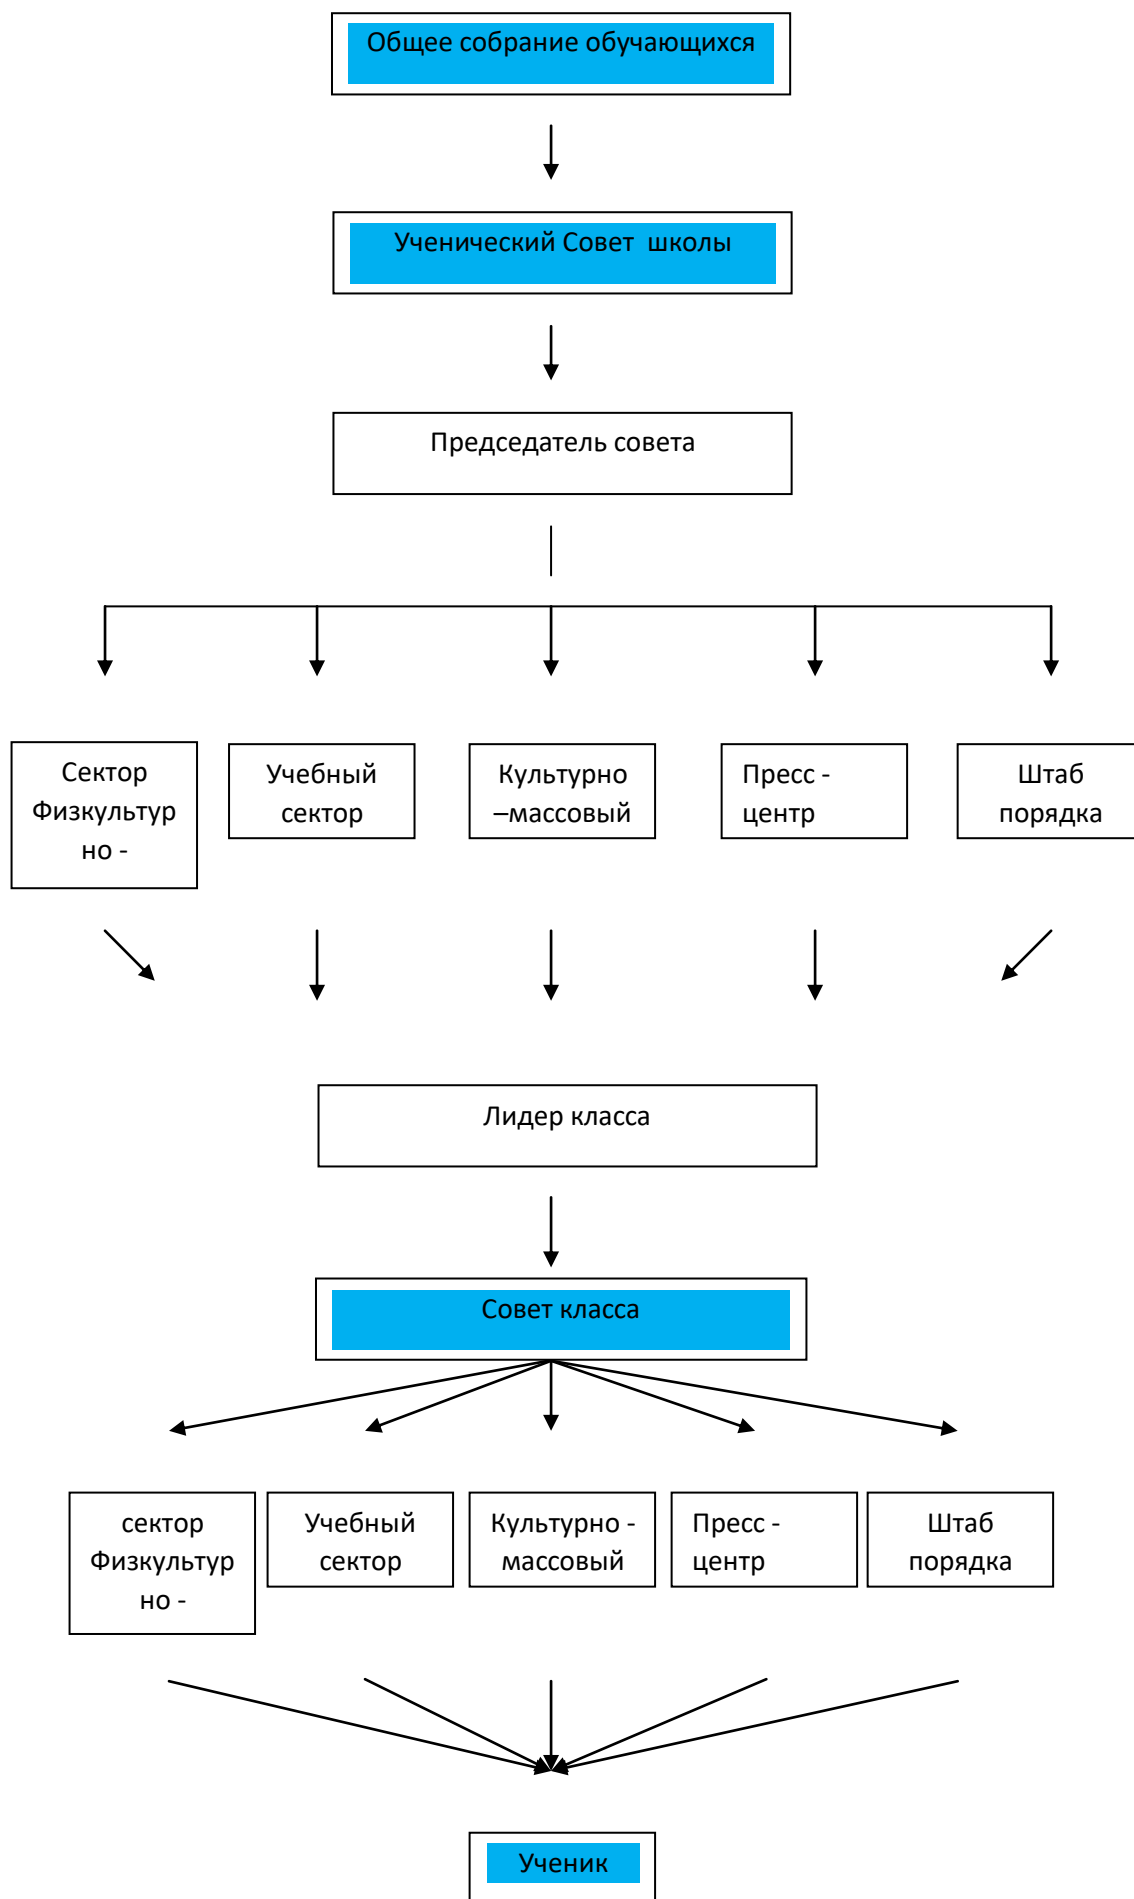 Общее собрание обучающихся
Ученический Совет  школы
Председатель совета
Сектор
Физкультур
но -
Учебный
сектор
Культурно
–массовый
Пресс -
центр
Штаб
порядка
Лидер класса
Совет класса
сектор
Физкультур
но -
Учебный
сектор
Культурно -
массовый
Пресс -
центр
Штаб
порядка
Ученик